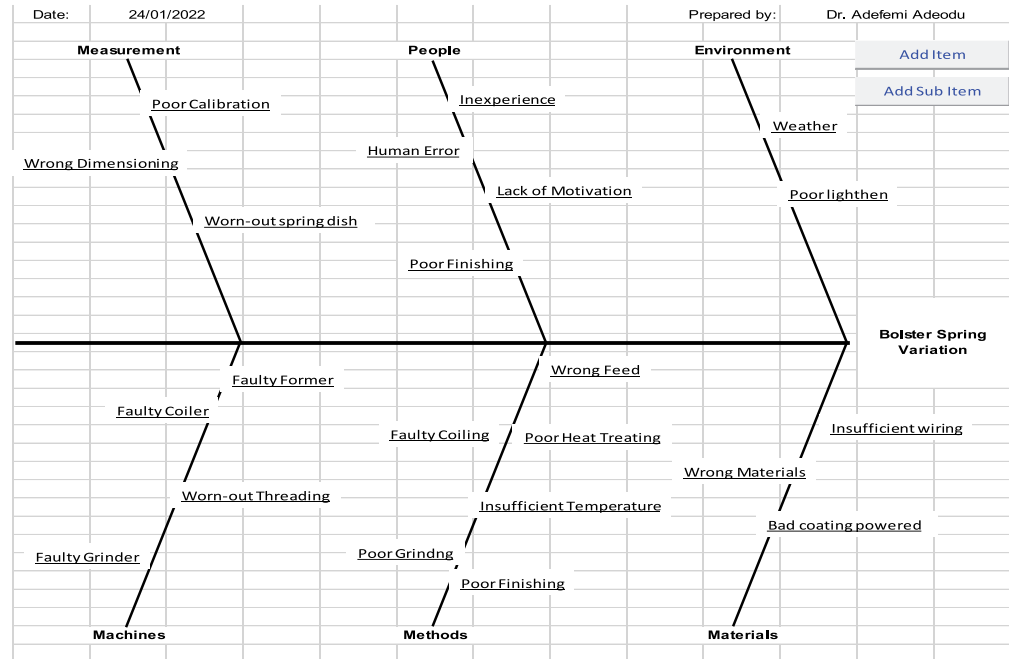 Date: 24/01/2022 Prepared by: Dr. Adefemi Adeodu
Measurement People Environment
Add Item
Add Sub Item
Poor Calibration
Wrong Dimensioning
Worn-out spring dish
Inexperience
Human Error
Lack of Motivation
Poor Finishing
Weather
Poor lighthen
Bolster Spring
Variation
Faulty Former
Faulty Coiler
Worn-out Threading
Faulty Grinder
Wrong Feed
Faulty Coiling
Poor Heat Treating
Insufficient Temperature
Poor Grindng
Poor Finishing
Insufficient wiring
Wrong Materials
Bad coating powered
Machines Methods Materials